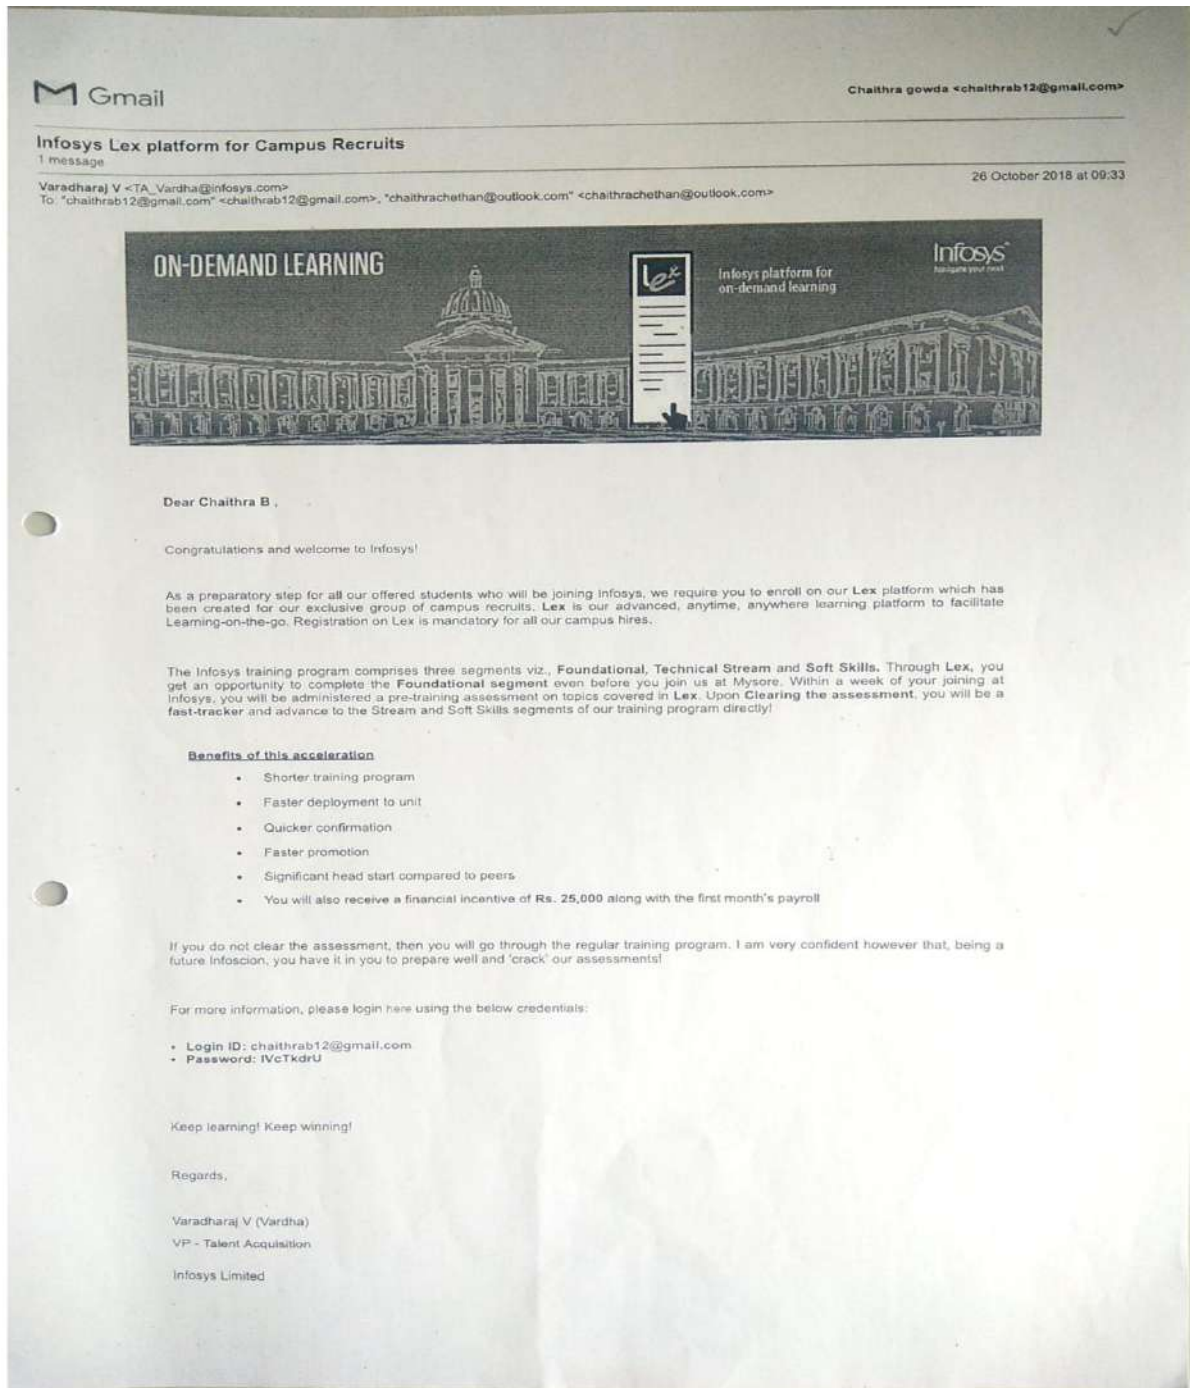 Gmail
Chaithra gowda <chaithrab12@gmail.com>
Infosys Lex platform for Campus Recruits
1 message
Varadharaj V <TA_Vardha@infosys.com>
26 October 2018 at 09:33
To: "chaithrab12@gmail.com" <chaithrab12@gmail.com>, "chaithrachethan@outlook.com" <chaithrachethan@outlook.com>
ON-DEMAND LEARNING
Lex
Infosys platform for
on-demand learning
Infosys
Navigate your next
Dear Chaithra B ,
Congratulations and welcome to Infosys!
As a preparatory step for all our offered students who will be joining Infosys, we require you to enroll on our Lex platform which has
been created for our exclusive group of campus recruits. Lex is our advanced, anytime, anywhere learning platform to facilitate
Learning-on-the-go. Registration on Lex is mandatory for all our campus hires.
The Infosys training program comprises three segments viz., Foundational, Technical Stream and Soft Skills. Through Lex, you
get an opportunity to complete the Foundational segment even before you join us at Mysore. Within a week of your joining at
Infosys, you will be administered a pre-training assessment on topics covered in Lex. Upon Clearing the assessment, you will be a
fast-tracker and advance to the Stream and Soft Skills segments of our training program directly!
Benefits of this acceleration
• Shorter training program
• Faster deployment to unit
• Quicker confirmation
• Faster promotion
• Significant head start compared to peers
• You will also receive a financial incentive of Rs. 25,000 along with the first month's payroll
If you do not clear the assessment, then you will go through the regular training program. I am very confident however that, being a
future Infoscion, you have it in you to prepare well and 'crack' our assessments!
For more information, please login here using the below credentials:
• Login ID: chaithrab12@gmail.com
• Password: IVcTkdrU
Keep learning! Keep winning!
Regards,
Varadharaj V (Vardha)
VP - Talent Acquisition
Infosys Limited